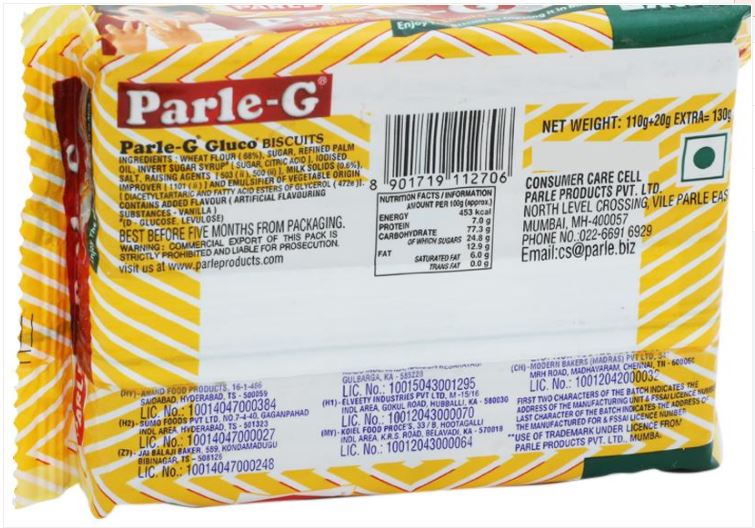 PARLE
Parle-G®
Parle-G® Gluco* BISCUITS
INGREDIENTS : WHEAT FLOUR ( 68%), SUGAR, REFINED PALM
OIL, INVERT SUGAR SYRUP [ SUGAR, CITRIC ACID ], IODISED
SALT, RAISING AGENTS [ 503 (ii), 500 (ii) ], MILK SOLIDS (0.6%),
IMPROVER [ 1101 (ii) ] AND EMULSIFIER OF VEGETABLE ORIGIN
[ DIACETYLTARTARIC AND FATTY ACID ESTERS OF GLYCEROL ( 472e )].
CONTAINS ADDED FLAVOUR ( ARTIFICIAL FLAVOURING
SUBSTANCES - VANILLA )
*(D - GLUCOSE, LEVULOSE)
BEST BEFORE FIVE MONTHS FROM PACKAGING.
WARNING : COMMERCIAL EXPORT OF THIS PACK IS
STRICTLY PROHIBITED AND LIABLE FOR PROSECUTION.
visit us at www.parleproducts.com
8 901719 112706
NUTRITION FACTS / INFORMATION
AMOUNT PER 100g (approx.)
ENERGY 453 kcal
PROTEIN 7.0 g
CARBOHYDRATE 77.3 g
OF WHICH SUGARS 24.8 g
FAT 12.9 g
SATURATED FAT 6.0 g
TRANS FAT 0.0 g
NET WEIGHT: 110g+20g EXTRA= 130g
CONSUMER CARE CELL
PARLE PRODUCTS PVT. LTD.
NORTH LEVEL CROSSING, VILE PARLE EAS
MUMBAI, MH-400057
PHONE NO.:022-6691 6929
Email:cs@parle.biz
(HY)- ANAND FOOD PRODUCTS, 16-1-486
SAIDABAD, HYDERABAD, TS - 500059
LIC. No.: 10014047000384
(H2)- SUMO FOODS PVT LTD, NO 7-4-40, GAGANPAHAD
INDL AREA, HYDERABAD, TS - 501323
LIC. No.: 10014047000027
(Z7)- JAI BALAJI BAKER, 589, KONDAMADUGU
BIBINAGAR, TS - 508126
LIC. No.: 10014047000248
GULBARGA, KA - 585228
LIC. No.: 10015043001295
(H1)- ELVEETY INDUSTRIES PVT LTD, M-15/16
INDL AREA, GOKUL ROAD, HUBBALLI, KA - 580030
LIC. No.: 10012043000070
(MY)- KGIEL FOOD PROCE'S, 33 / B, HOOTAGALLI
INDL AREA, K.R.S. ROAD, BELAVADI, KA - 570018
LIC. No.: 10012043000064
(CH)- MODERN BAKERS (MADRAS) PVT LTD,
MRH ROAD, MADHAVARAM, CHENNAI, TN - 600060
LIC. No.: 10012042000032
FIRST TWO CHARACTERS OF THE BATCH INDICATES THE
ADDRESS OF THE MANUFACTURING UNIT & FSSAI LICENCE NUMBER
LAST CHARACTER OF THE BATCH INDICATES THE ADDRESS OF
THE MANUFACTURED FOR & FSSAI LICENCE NUMBER
**USE OF TRADEMARK UNDER LICENCE FROM
PARLE PRODUCTS PVT. LTD., MUMBAI.